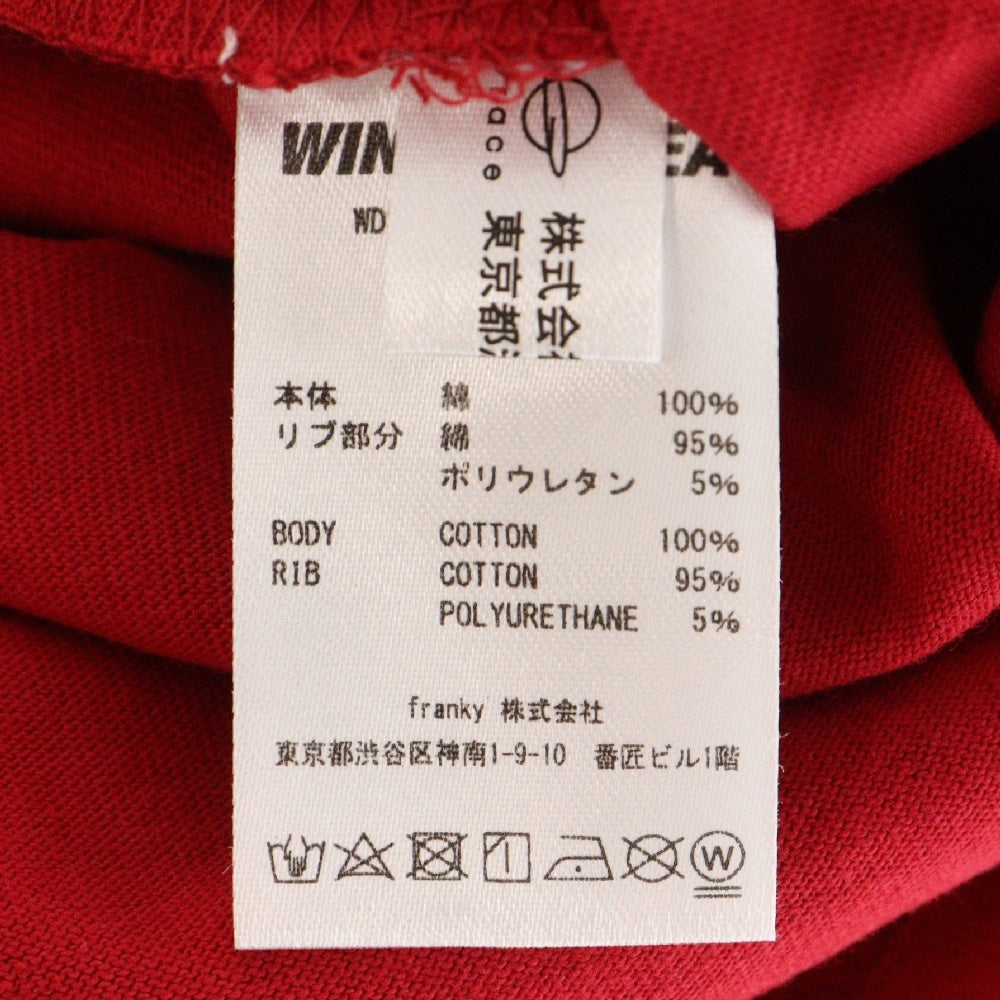 WIN
EA
WD
ace
株式会
東京都
本体 綿 100%
リブ部分 綿 95%
ポリウレタン 5%
BODY COTTON 100%
RIB COTTON 95%
POLYURETHANE 5%
franky 株式会社
東京都渋谷区神南1-9-10 番匠ビル1階
W